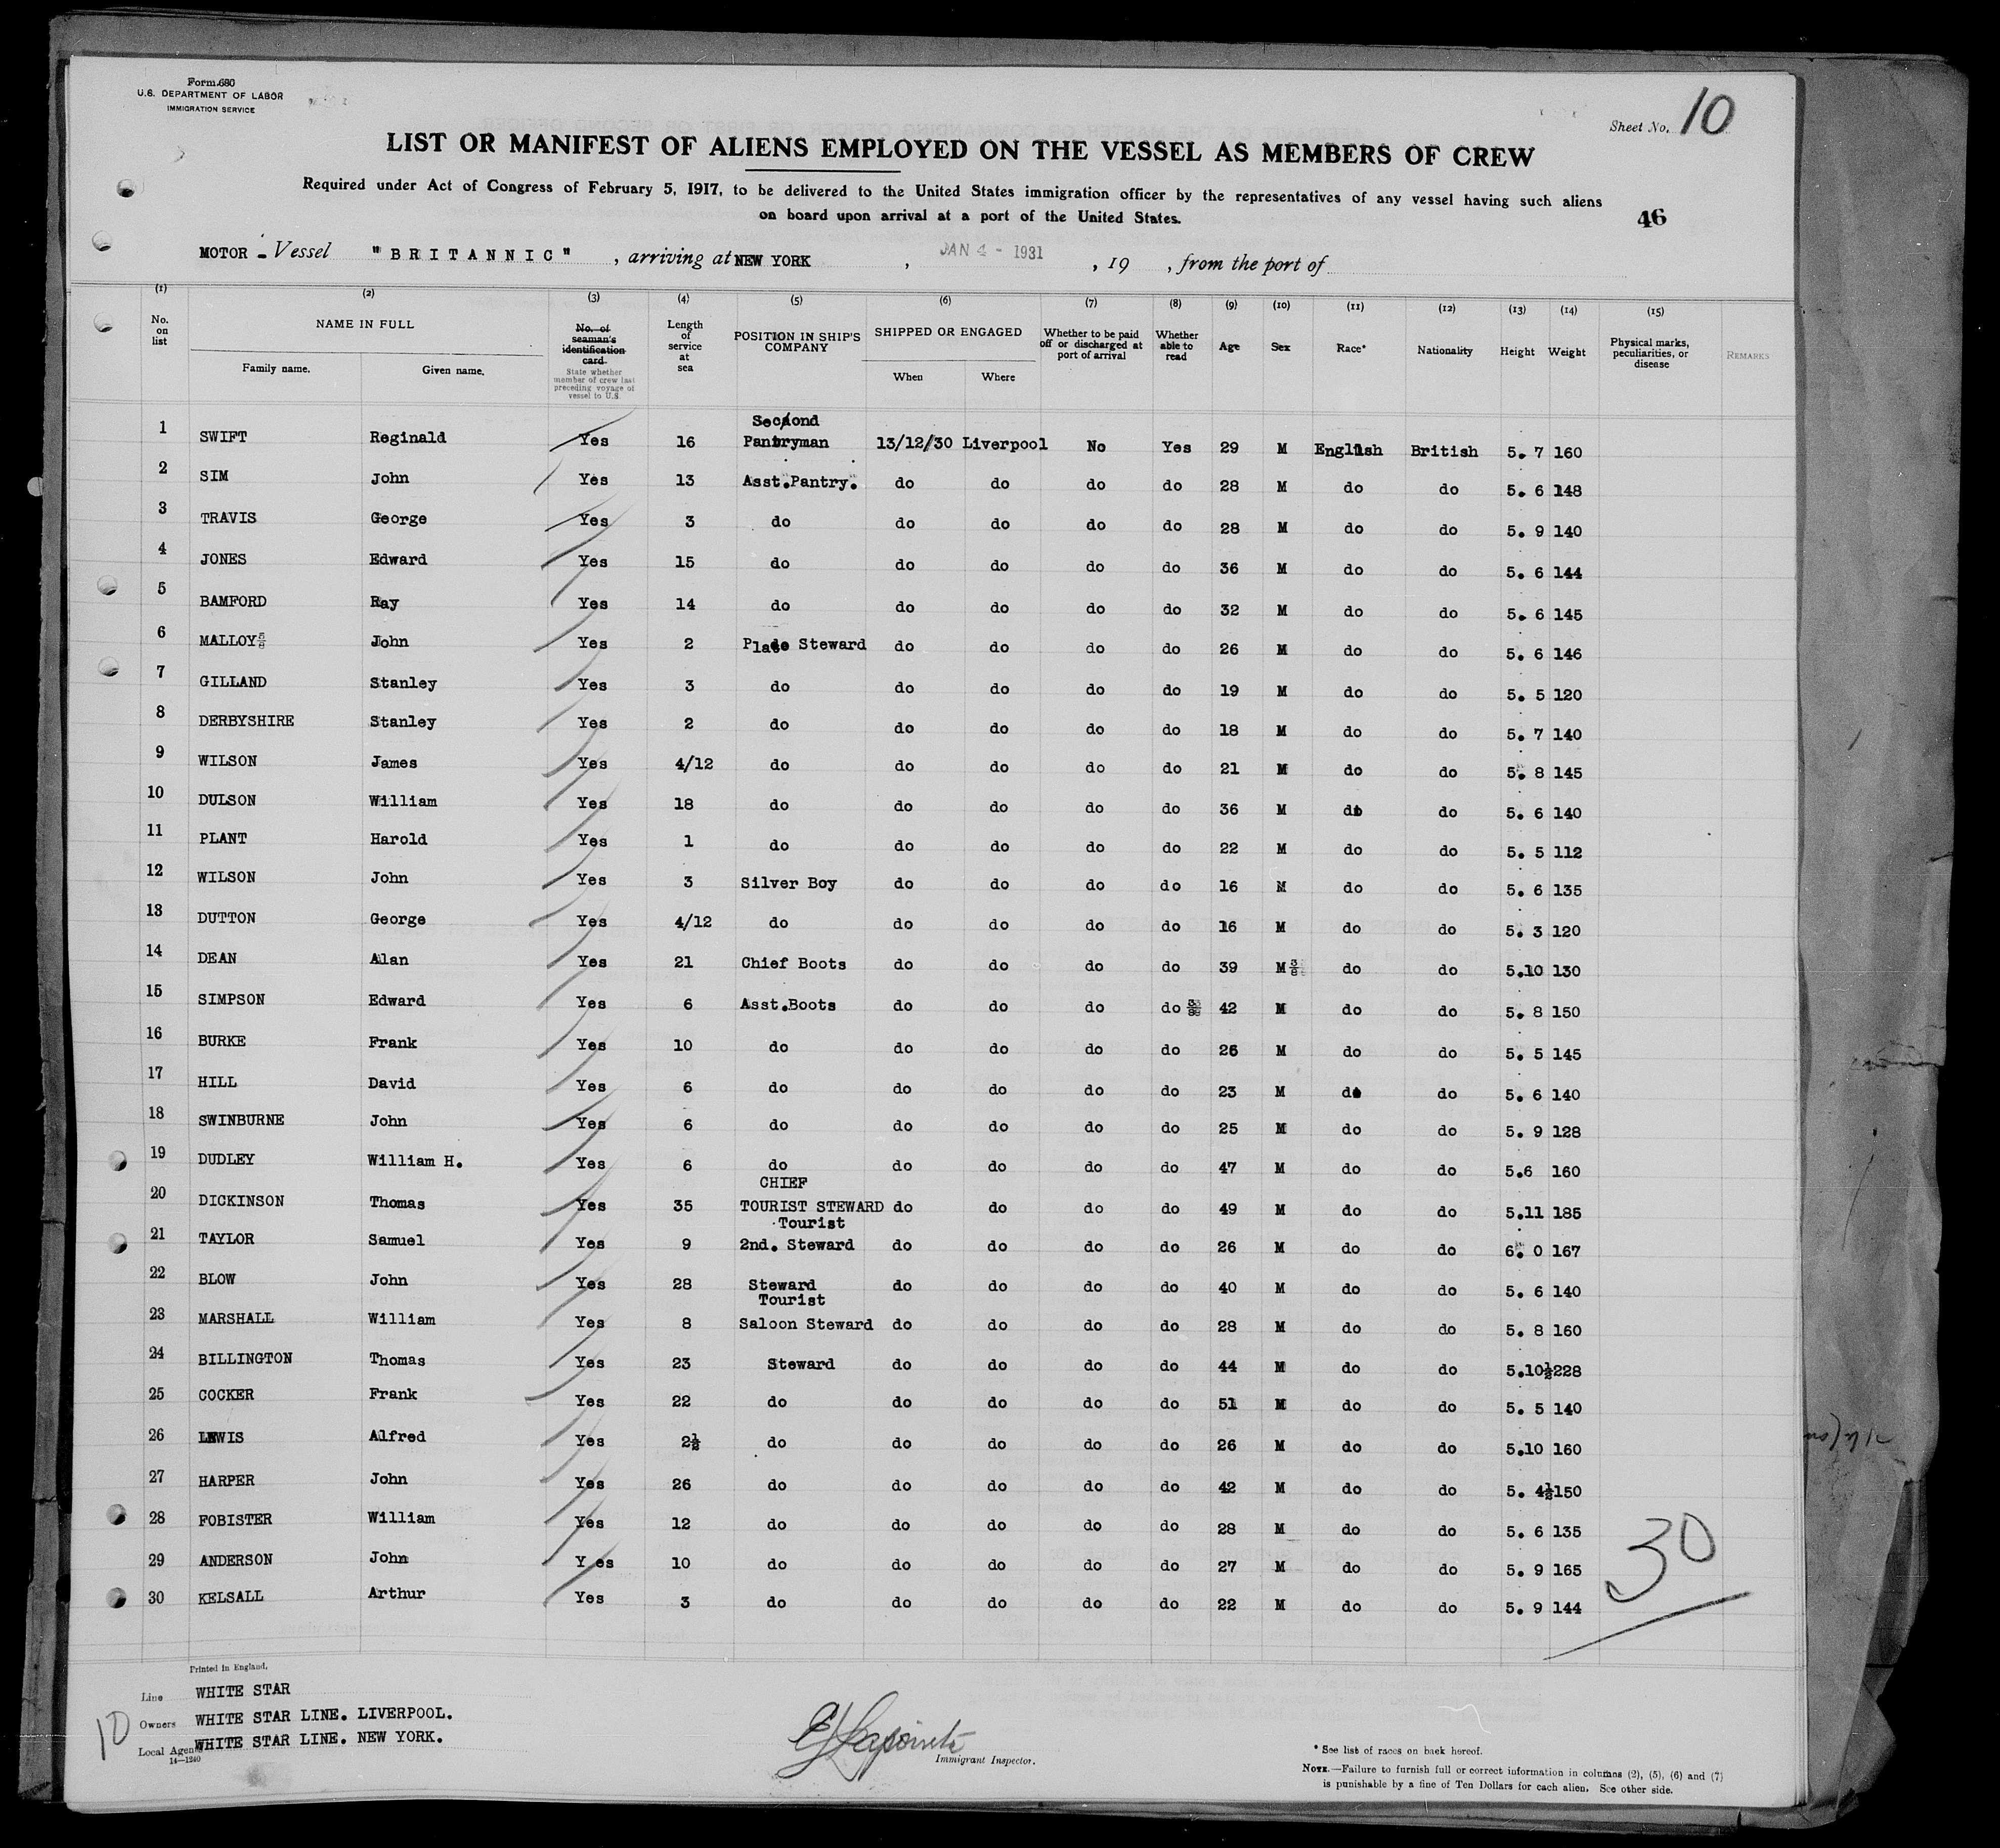 Form 680
U.S. DEPARTMENT OF LABOR
IMMIGRATION SERVICE
Sheet No. 10
LIST OR MANIFEST OF ALIENS EMPLOYED ON THE VESSEL AS MEMBERS OF CREW
Required under Act of Congress of February 5, 1917, to be delivered to the United States immigration officer by the representatives of any vessel having such aliens
on board upon arrival at a port of the United States.
46
MOTOR - Vessel "BRITANNIC", arriving at NEW YORK, JAN 4 - 1931, 19 , from the port of
(1) (2) (3) (4) (5) (6) (7) (8) (9) (10) (11) (12) (13) (14) (15)
No. on list NAME IN FULL Family name. Given name. No. of seaman's identification card. State whether member of crew last preceding voyage of vessel to U.S. Length of service at sea POSITION IN SHIP'S COMPANY SHIPPED OR ENGAGED When Where Whether to be paid off or discharged at port of arrival Whether able to read Age Sex Race* Nationality Height Weight Physical marks, peculiarities, or disease REMARKS
1 SWIFT Reginald Yes 16 Second Pantryman 13/12/30 Liverpool No Yes 29 M English British 5. 7 160
2 SIM John Yes 13 Asst.Pantry. do do do do 28 M do do 5. 6 148
3 TRAVIS George Yes 3 do do do do do 28 M do do 5. 9 140
4 JONES Edward Yes 15 do do do do do 36 M do do 5. 6 144
5 BAMFORD Ray Yes 14 do do do do do 32 M do do 5. 6 145
6 MALLOY John Yes 2 Plate Steward do do do do 26 M do do 5. 6 146
7 GILLAND Stanley Yes 3 do do do do do 19 M do do 5. 5 120
8 DERBYSHIRE Stanley Yes 2 do do do do do 18 M do do 5. 7 140
9 WILSON James Yes 4/12 do do do do do 21 M do do 5. 8 145
10 DULSON William Yes 18 do do do do do 36 M do do 5. 6 140
11 PLANT Harold Yes 1 do do do do do 22 M do do 5. 5 112
12 WILSON John Yes 3 Silver Boy do do do do 16 M do do 5. 6 135
13 DUTTON George Yes 4/12 do do do do do 16 M do do 5. 3 120
14 DEAN Alan Yes 21 Chief Boots do do do do 39 M do do 5.10 130
15 SIMPSON Edward Yes 6 Asst.Boots do do do do 42 M do do 5. 8 150
16 BURKE Frank Yes 10 do do do do do 26 M do do 5. 5 145
17 HILL David Yes 6 do do do do do 23 M do do 5. 6 140
18 SWINBURNE John Yes 6 do do do do do 25 M do do 5. 9 128
19 DUDLEY William H. Yes 6 do do do do do 47 M do do 5.6 160
20 DICKINSON Thomas Yes 35 CHIEF TOURIST STEWARD do do do do 49 M do do 5.11 185
21 TAYLOR Samuel Yes 9 Tourist 2nd. Steward do do do do 26 M do do 6. 0 167
22 BLOW John Yes 28 Steward do do do do 40 M do do 5. 6 140
23 MARSHALL William Yes 8 Tourist Saloon Steward do do do do 28 M do do 5. 8 160
24 BILLINGTON Thomas Yes 23 Steward do do do do 44 M do do 5.10½ 228
25 COCKER Frank Yes 22 do do do do do 51 M do do 5. 5 140
26 LEWIS Alfred Yes 2½ do do do do do 26 M do do 5.10 160
27 HARPER John Yes 26 do do do do do 42 M do do 5. 4½ 150
28 FOBISTER William Yes 12 do do do do do 28 M do do 5. 6 135
29 ANDERSON John Y es 10 do do do do do 27 M do do 5. 9 165
30 KELSALL Arthur Yes 3 do do do do do 22 M do do 5. 9 144
30
Printed in England.
Line WHITE STAR
Owners WHITE STAR LINE. LIVERPOOL.
Local Agents WHITE STAR LINE. NEW YORK.
14-1240
10
Immigrant Inspector.
* See list of races on back hereof.
NOTE.—Failure to furnish full or correct information in columns (2), (5), (6) and (7)
is punishable by a fine of Ten Dollars for each alien. See other side.